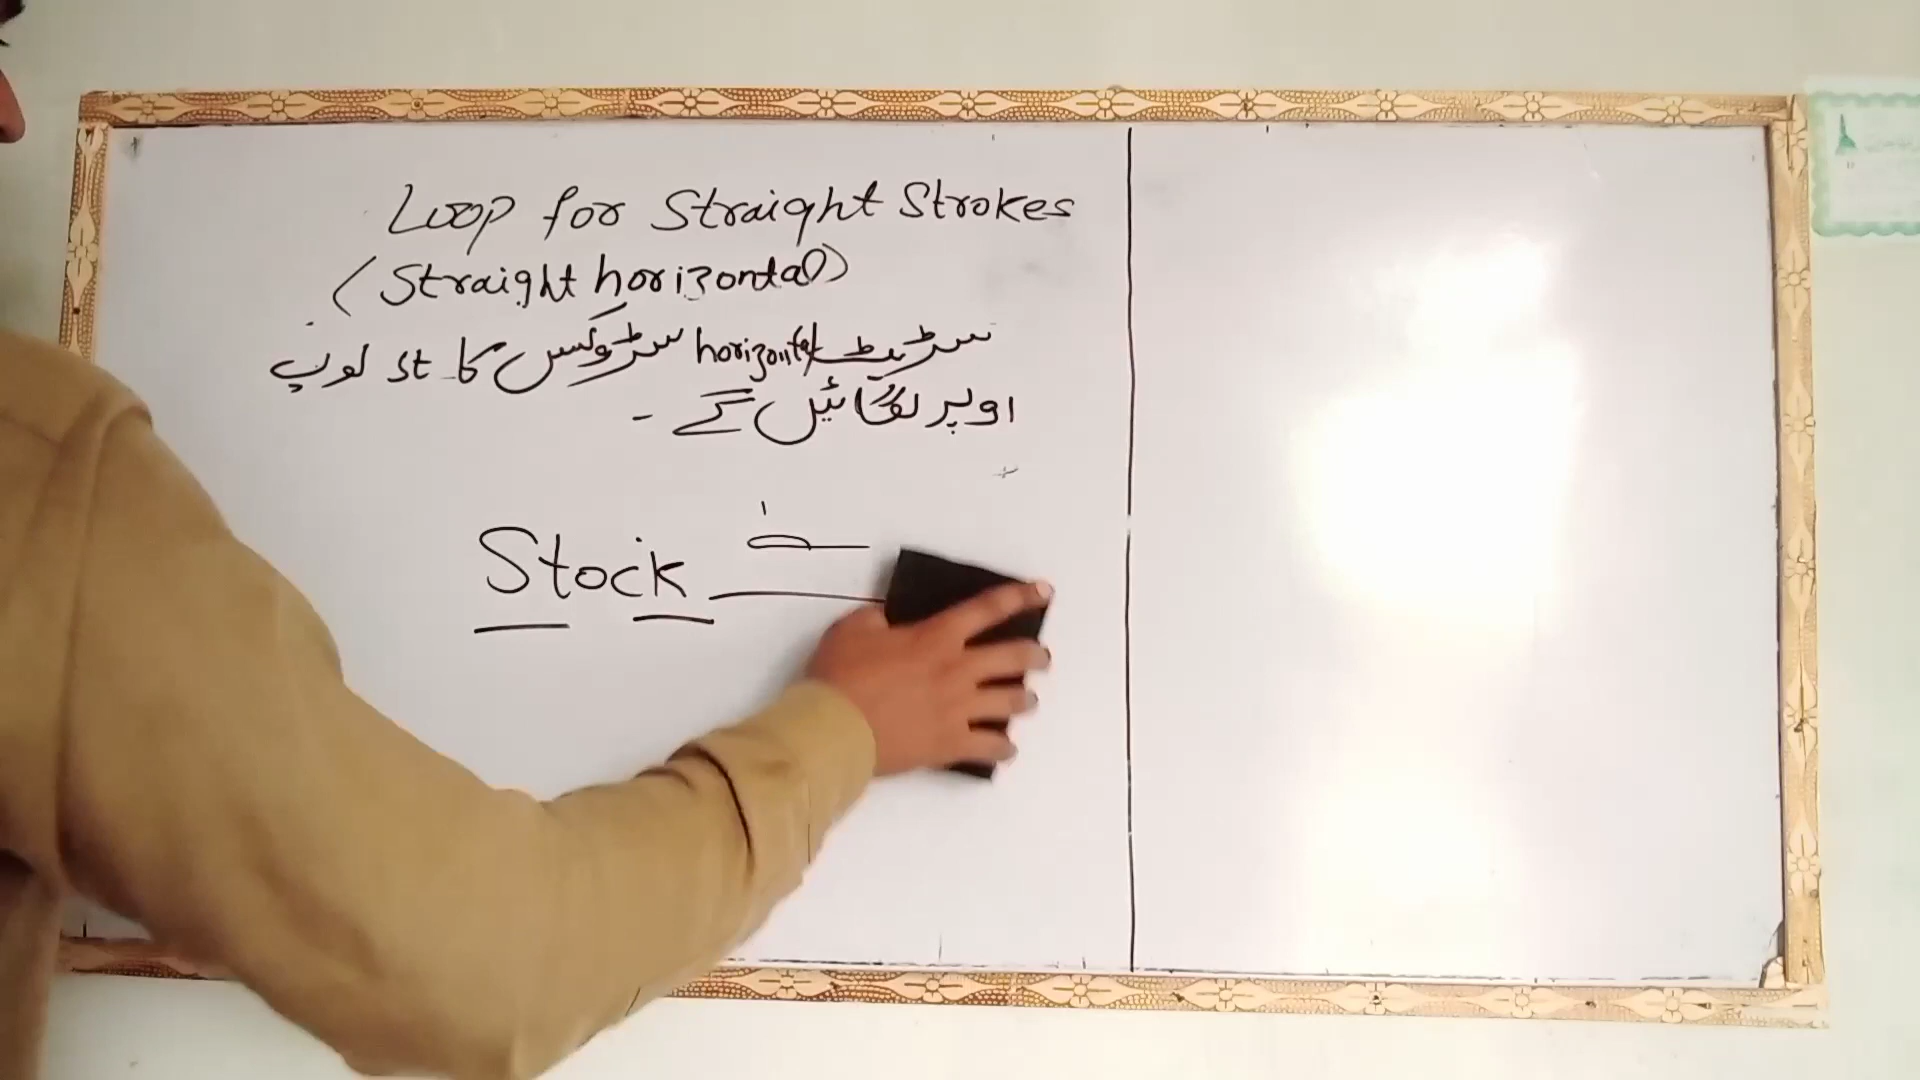 Loop for Straight Strokes
(Straight horizontal)
سٹریٹ horizontal سٹروکس کا st لوپ
اوپر لگائیں گے -
Stock